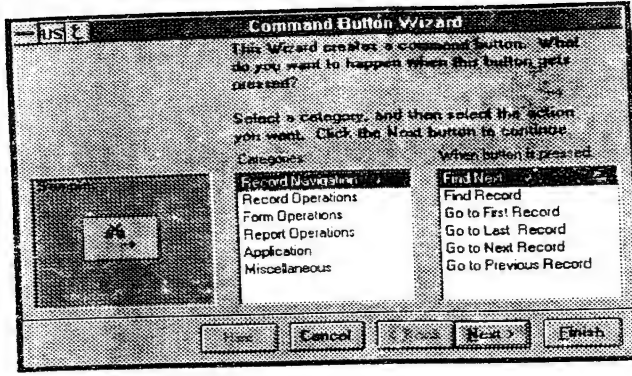 US
Command Button Wizard
This Wizard creates a command button. What
do you want to happen when this button gets
pressed?
Select a category, and then select the action
you want. Click the Next button to continue.
Categories:
When button is pressed:
Sample:
Record Navigation
Find Next
Record Operations
Find Record
Form Operations
Go to First Record
Report Operations
Go to Last Record
Application
Go to Next Record
Miscellaneous
Go to Previous Record
Cancel
< Back
Next >
Finish